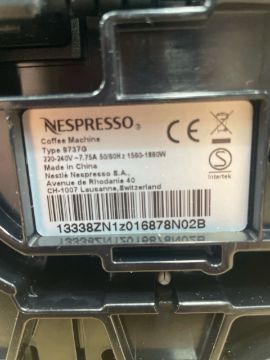 NESPRESSO®
Coffee Machine
Type 9737G
220-240V ~7.75A 50/60Hz 1560-1860W
Made in China
Nestlé Nespresso S.A.,
Avenue de Rhodanie 40
CH-1007 Lausanne,Switzerland
CE
S
Intertek
13338ZN1z016878N02B